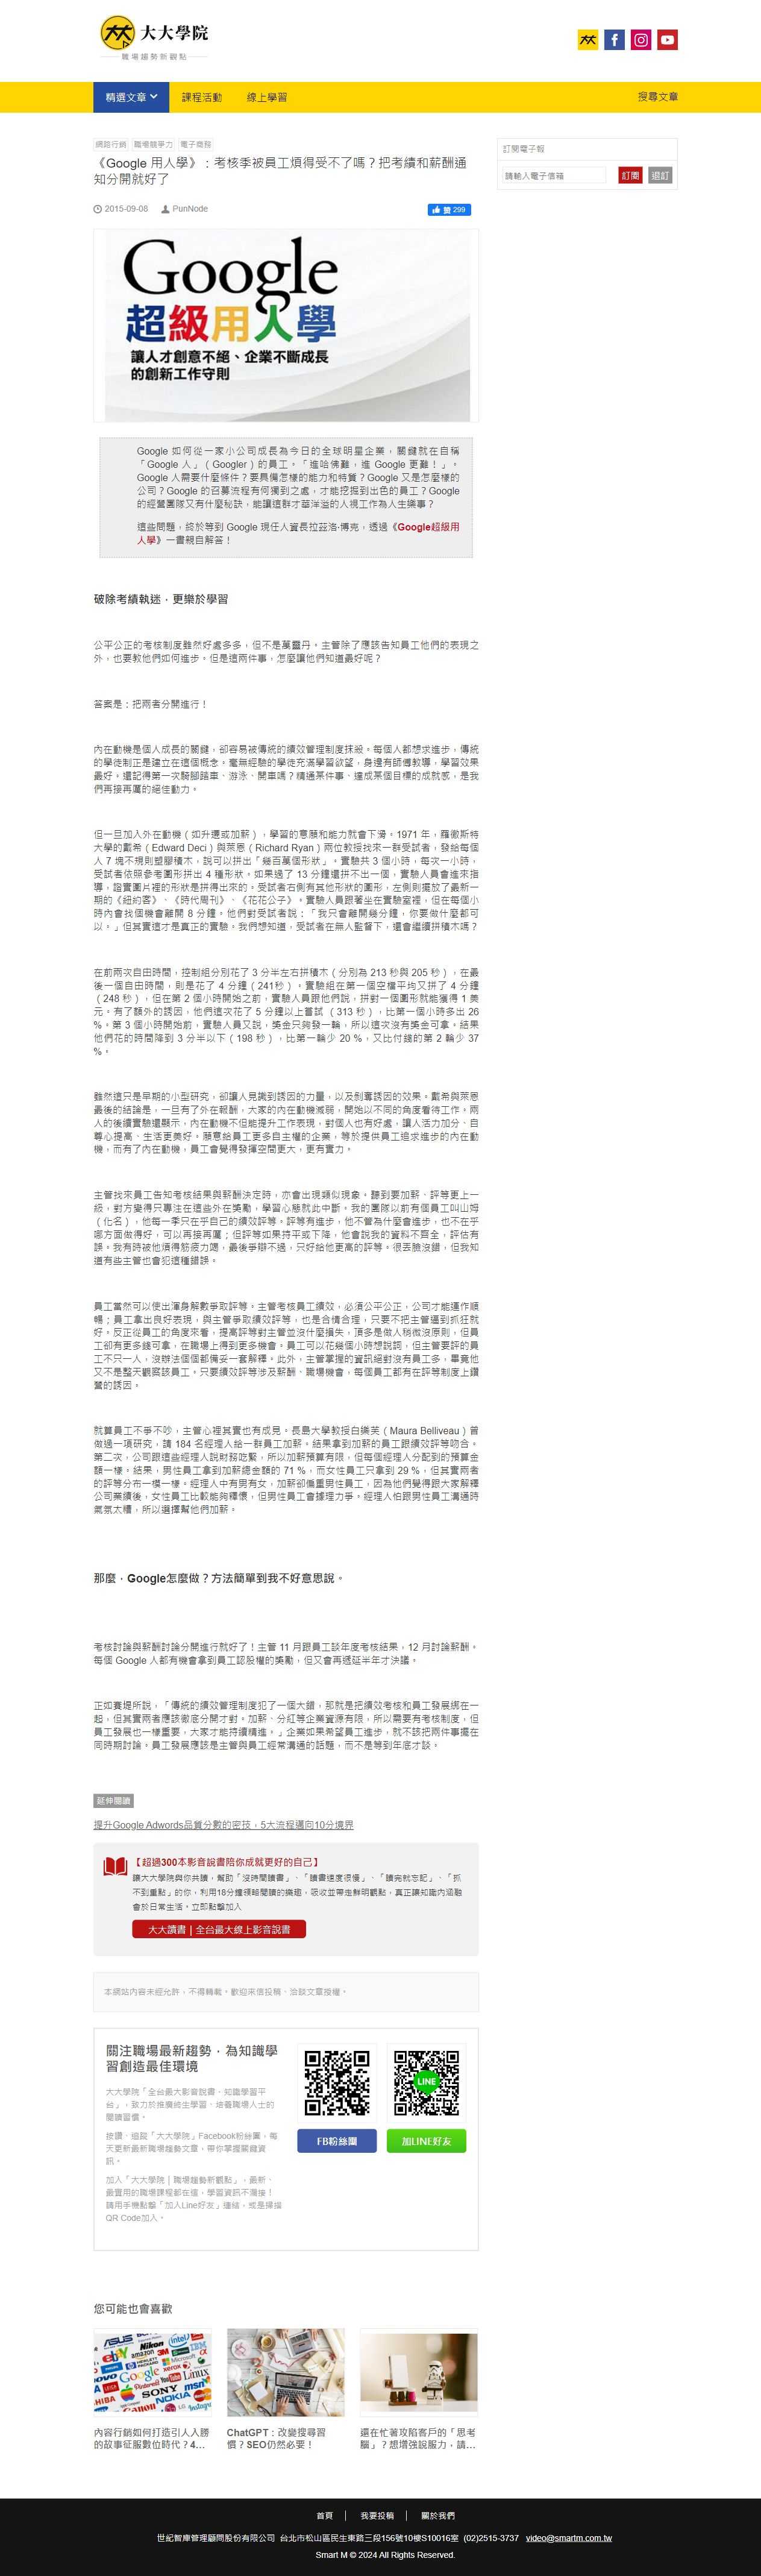 大大學院
職場趨勢新觀點
精選文章
課程活動
線上學習
搜尋文章
網路行銷 職場競爭力 電子商務
《Google 用人學》：考核季被員工煩得受不了嗎？把考績和薪酬通
知分開就好了
2015-09-08 PunNode
讚 299
訂閱電子報
請輸入電子信箱
訂閱 退訂
Google
超級用人學
讓人才創意不絕、企業不斷成長
的創新工作守則
Google 如何從一家小公司成長為今日的全球明星企業，關鍵就在自稱
「Google 人」（Googler）的員工。「進哈佛難，進 Google 更難！」。
Google 人需要什麼條件？要具備怎樣的能力和特質？Google 又是怎麼樣的
公司？Google 的召募流程有何獨到之處，才能挖掘到出色的員工？Google
的經營團隊又有什麼秘訣，能讓這群才華洋溢的人視工作為人生樂事？
這些問題，終於等到 Google 現任人資長拉茲洛‧博克，透過《Google超級用
人學》一書親自解答！
破除考績執迷，更樂於學習
公平公正的考核制度雖然好處多多，但不是萬靈丹。主管除了應該告知員工他們的表現之
外，也要教他們如何進步。但是這兩件事，怎麼讓他們知道最好呢？
答案是：把兩者分開進行！
內在動機是個人成長的關鍵，卻容易被傳統的績效管理制度抹殺。每個人都想求進步，傳統
的學徒制正是建立在這個概念。毫無經驗的學徒充滿學習欲望，身邊有師傅教導，學習效果
最好。還記得第一次騎腳踏車、游泳、開車嗎？精通某件事、達成某個目標的成就感，是我
們再接再厲的絕佳動力。
但一旦加入外在動機（如升遷或加薪），學習的意願和能力就會下滑。1971 年，羅徹斯特
大學的戴希（Edward Deci）與萊恩（Richard Ryan）兩位教授找來一群受試者，發給每個
人 7 塊不規則塑膠積木，說可以拼出「幾百萬個形狀」。實驗共 3 個小時，每次一小時，
受試者依照參考圖形拼出 4 種形狀。如果過了 13 分鐘還拼不出一個，實驗人員會進來指
導，證實圖片裡的形狀是拼得出來的。受試者右側有其他形狀的圖形，左側則擺放了最新一
期的《紐約客》、《時代周刊》、《花花公子》。實驗人員跟著坐在實驗室裡，但在每個小
時內會找個機會離開 8 分鐘。他們對受試者說：「我只會離開幾分鐘，你要做什麼都可
以。」但其實這才是真正的實驗。我們想知道，受試者在無人監督下，還會繼續拼積木嗎？
在前兩次自由時間，控制組分別花了 3 分半左右拼積木（分別為 213 秒與 205 秒），在最
後一個自由時間，則是花了 4 分鐘（241秒）。實驗組在第一個空檔平均又拼了 4 分鐘
（248 秒），但在第 2 個小時開始之前，實驗人員跟他們說，拼對一個圖形就能獲得 1 美
元。有了額外的誘因，他們這次花了 5 分鐘以上嘗試 （313 秒），比第一個小時多出 26
%。第 3 個小時開始前，實驗人員又說，獎金只夠發一輪，所以這次沒有獎金可拿。結果
他們花的時間降到 3 分半以下（198 秒），比第一輪少 20 %，又比付錢的第 2 輪少 37
%。
雖然這只是早期的小型研究，卻讓人見識到誘因的力量，以及剝奪誘因的效果。戴希與萊恩
最後的結論是，一旦有了外在報酬，大家的內在動機減弱，開始以不同的角度看待工作。兩
人的後續實驗還顯示，內在動機不但能提升工作表現，對個人也有好處，讓人活力加分、自
尊心提高、生活更美好。願意給員工更多自主權的企業，等於提供員工追求進步的內在動
機，而有了內在動機，員工會覺得發揮空間更大，更有實力。
主管找來員工告知考核結果與薪酬決定時，亦會出現類似現象。聽到要加薪、評等更上一
級，對方變得只專注在這些外在獎勵，學習心態就此中斷。我的團隊以前有個員工叫山姆
（化名），他每一季只在乎自己的績效評等。評等有進步，他不管為什麼會進步，也不在乎
哪方面做得好，可以再接再厲；但評等如果持平或下降，他會說我的資料不齊全，評估有
誤。我有時被他煩得筋疲力竭，最後爭辯不過，只好給他更高的評等。很丟臉沒錯，但我知
道有些主管也會犯這種錯誤。
員工當然可以使出渾身解數爭取評等。主管考核員工績效，必須公平公正，公司才能運作順
暢；員工拿出良好表現，與主管爭取績效評等，也是合情合理，只要不把主管逼到抓狂就
好。反正從員工的角度來看，提高評等對主管並沒什麼損失，頂多是做人稍微沒原則，但員
工卻有更多錢可拿，在職場上得到更多機會。員工可以花幾個小時想說詞，但主管要評的員
工不只一人，沒辦法個個都備妥一套解釋。此外，主管掌握的資訊絕對沒有員工多，畢竟他
又不是整天觀察該員工。只要績效評等涉及薪酬、職場機會，每個員工都有在評等制度上鑽
營的誘因。
就算員工不爭不吵，主管心裡其實也有成見。長島大學教授白樂芙（Maura Belliveau）曾
做過一項研究，請 184 名經理人給一群員工加薪。結果拿到加薪的員工跟績效評等吻合。
第二次，公司跟這些經理人說財務吃緊，所以加薪預算有限，但每個經理人分配到的預算金
額一樣。結果，男性員工拿到加薪總金額的 71 %，而女性員工只拿到 29 %，但其實兩者
的評等分布一模一樣。經理人中有男有女，加薪卻偏重男性員工，因為他們覺得跟大家解釋
公司業績後，女性員工比較能夠釋懷，但男性員工會據理力爭。經理人怕跟男性員工溝通時
氣氛太糟，所以選擇幫他們加薪。
那麼，Google怎麼做？方法簡單到我不好意思說。
考核討論與薪酬討論分開進行就好了！主管 11 月跟員工談年度考核結果，12 月討論薪酬。
每個 Google 人都有機會拿到員工認股權的獎勵，但又會再遞延半年才決議。
正如賽堤所說，「傳統的績效管理制度犯了一個大錯，那就是把績效考核和員工發展綁在一
起，但其實兩者應該徹底分開才對。加薪、分紅等企業資源有限，所以需要有考核制度，但
員工發展也一樣重要，大家才能持續精進。」企業如果希望員工進步，就不該把兩件事擺在
同時期討論。員工發展應該是主管與員工經常溝通的話題，而不是等到年底才談。
延伸閱讀
提升Google Adwords品質分數的密技，5大流程邁向10分境界
【超過300本影音說書陪你成就更好的自己】
讓大大學院與你共讀，幫助「沒時間讀書」、「讀書速度很慢」、「讀完就忘記」、「抓
不到重點」的你，利用18分鐘領略閱讀的樂趣，吸收並帶走鮮明觀點，真正讓知識內涵融
會於日常生活。立即點擊加入
大大讀書 | 全台最大線上影音說書
本網站內容未經允許，不得轉載。歡迎來信投稿、洽談文章授權。
關注職場最新趨勢，為知識學
習創造最佳環境
大大學院「全台最大影音說書、知識學習平
台」，致力於推廣終生學習、培養職場人士的
閱讀習慣。
按讚、追蹤「大大學院」Facebook粉絲團，每
天更新最新職場趨勢文章，帶你掌握關鍵資
訊。
加入「大大學院 | 職場趨勢新觀點」，最新、
最實用的職場課程都在這，學習資訊不漏接！
請用手機點擊「加入Line好友」連結，或是掃描
QR Code加入。
LINE
FB粉絲團
加LINE好友
您可能也會喜歡
ASUS
Nikon
intel
ebY
amazon
IBM
Google
xerox
Pinterest
YouTube
Linux
SONY
NOKIA
msn
Canon
LG
內容行銷如何打造引人入勝
的故事征服數位時代？4...
ChatGPT：改變搜尋習
慣？SEO仍然必要！
還在忙著攻陷客戶的「思考
腦」？想增強說服力，請...
首頁 | 我要投稿 | 關於我們
世紀智庫管理顧問股份有限公司 台北市松山區民生東路三段156號10樓S10016室 (02)2515-3737 video@smartm.com.tw
Smart M © 2024 All Rights Reserved.